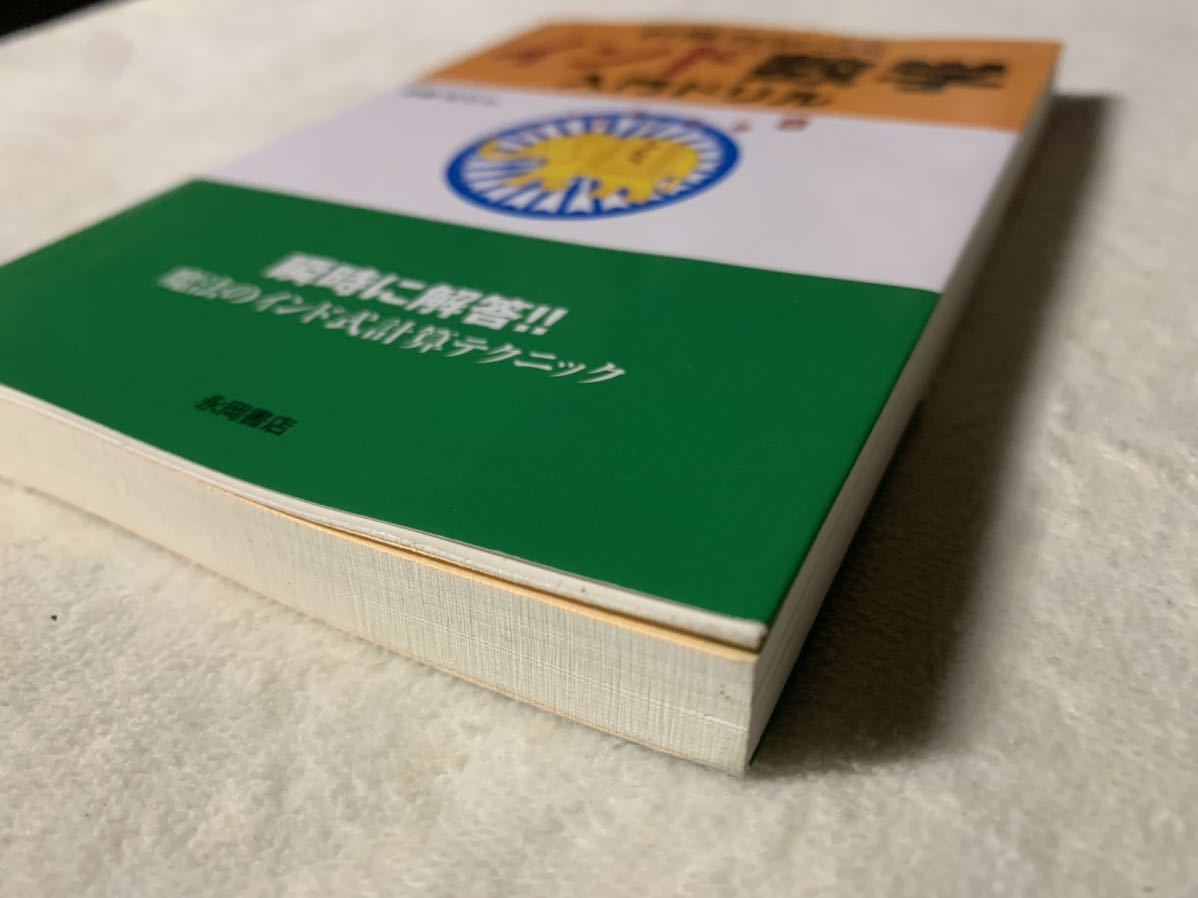 インド数学
入門ドリル
瞬時に解答!!
魔法のインド式計算テクニック
永岡書店